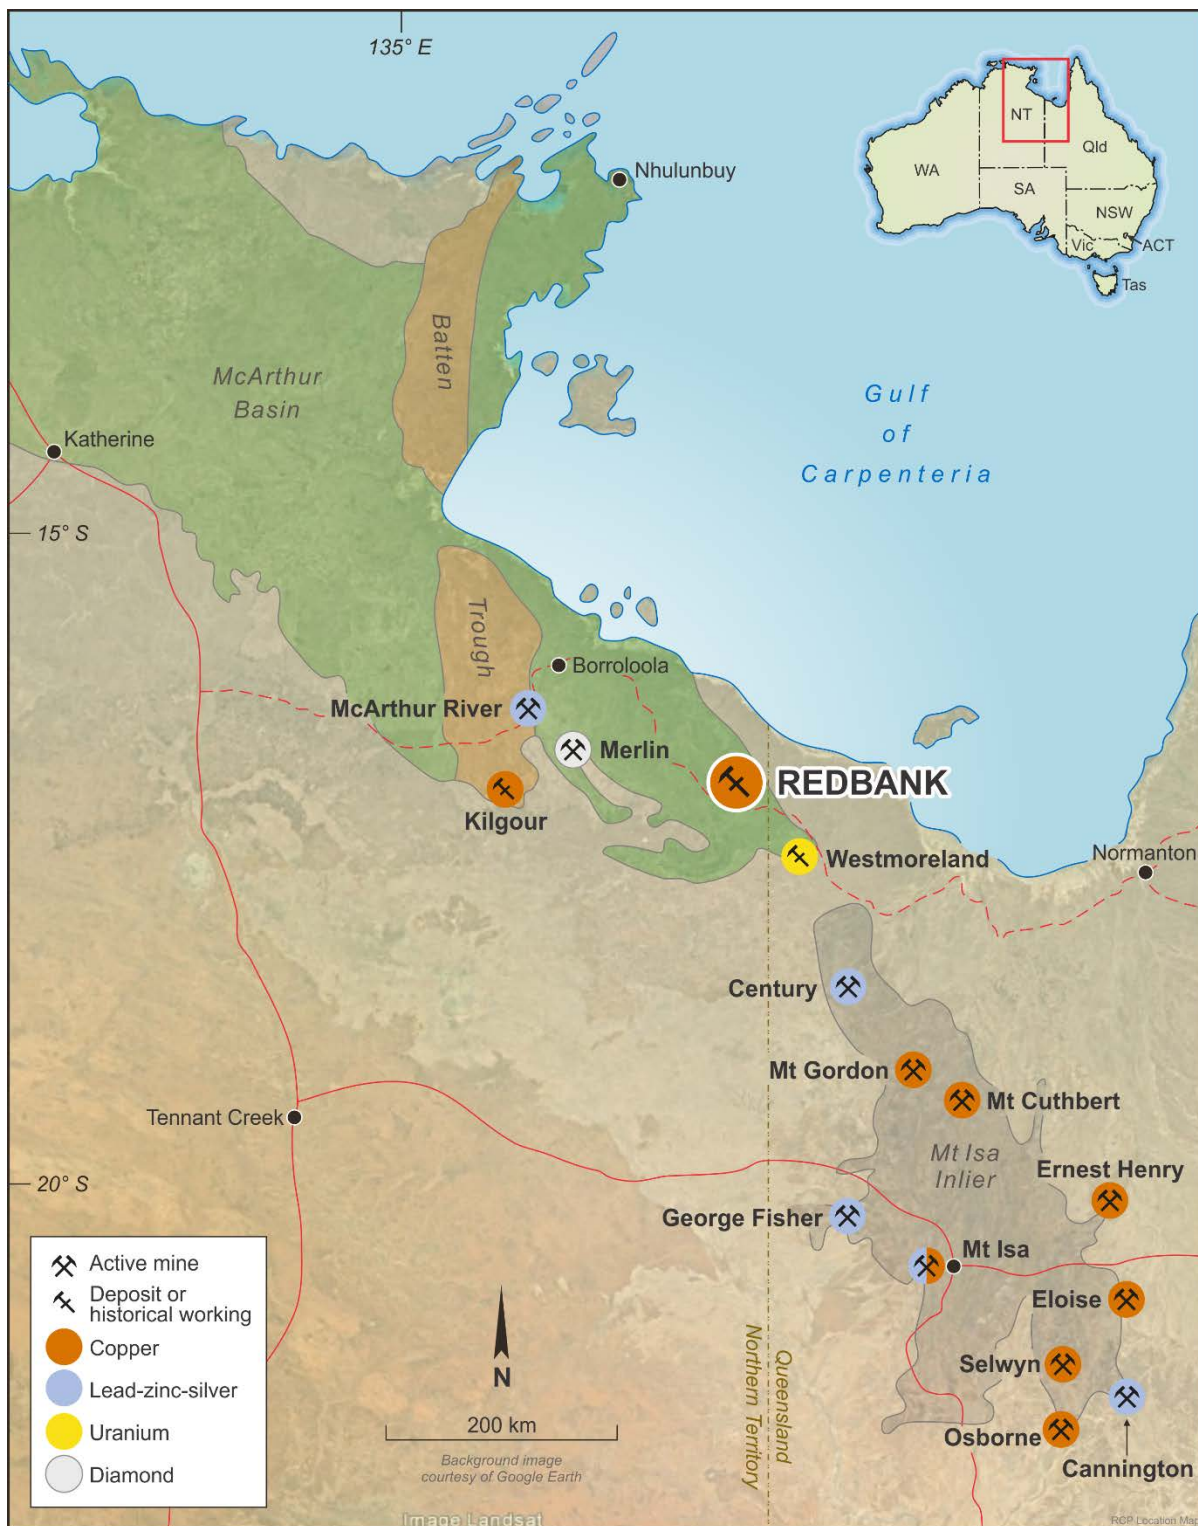 135° E
Nhulunbuy
NT
Qld
WA
SA
NSW
Vic
ACT
Tas
Batten
McArthur
Basin
Gulf
of
Carpenteria
Katherine
15° S
Trough
Borroloola
McArthur River
Merlin
REDBANK
Kilgour
Westmoreland
Normanton
Century
Mt Gordon
Mt Cuthbert
Tennant Creek
Mt Isa
Inlier
Ernest Henry
20° S
George Fisher
Mt Isa
Eloise
Selwyn
Osborne
Cannington
Northern Territory
Queensland
Active mine
Deposit or
historical working
Copper
Lead-zinc-silver
Uranium
Diamond
N
200 km
Background image
courtesy of Google Earth
Image Landsat
RCP Location Map